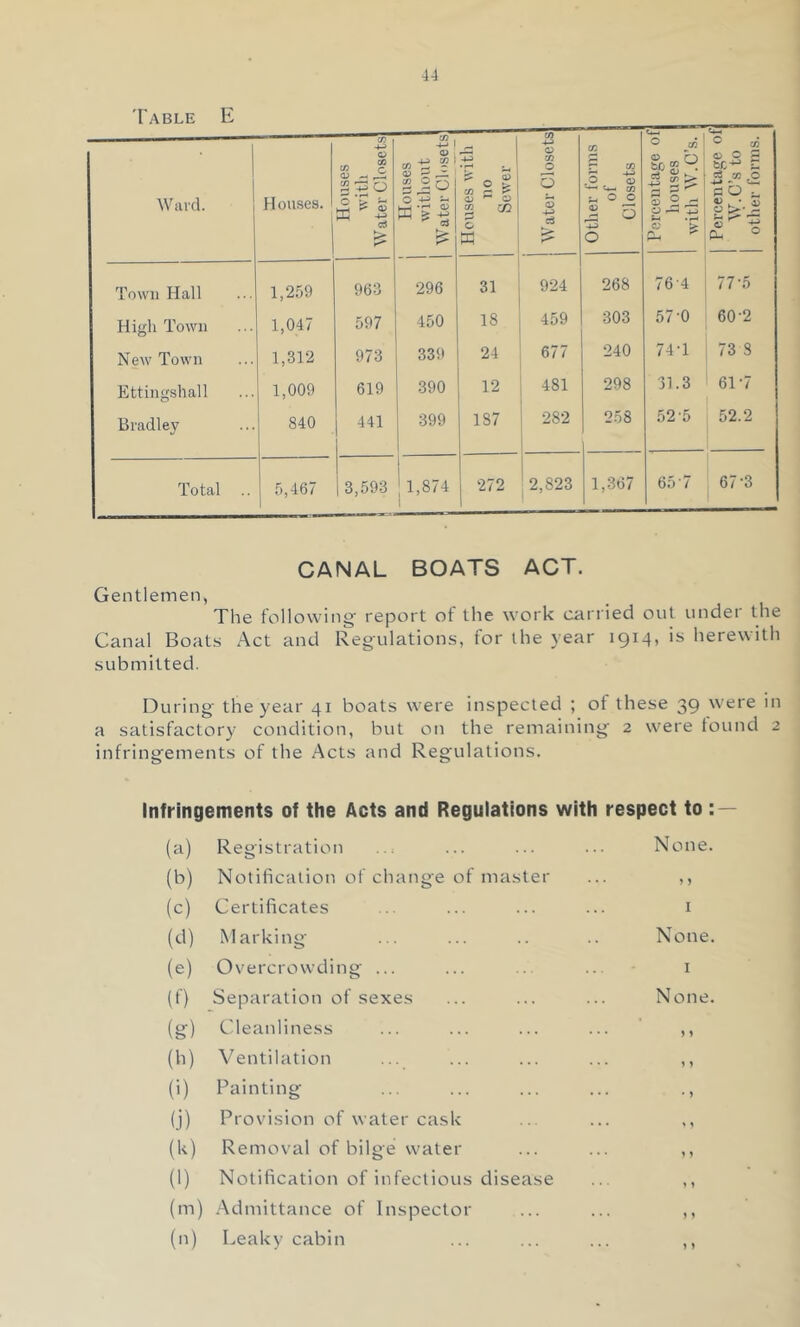 44
TABLE E
Ward. | Houses. | Houses with Water Closets | Houses without Water Closets | Houses with no Sewer | Water Closets | Other forms of Closets | Percentage of houses with W.C's. | Percentage of W.C's to other forms.
Town Hall ... 1,259 963 296 31 924 268 76·4 77·5
High Town ... 1,047 597 450 18 459 303 57·0 60·2
New Town ... 1,312 973 339 24 677 240 74·1 73·8
Ettingshall ... 1,009 619 390 12 481 298 31.3 61·7
Bradley ... 840 441 399 187 282 258 52·5 52.2
Total .. 5,467 3,593 1,874 272 2,823 1,367 65·7 67·3
CANAL BOATS ACT.
Gentlemen,
The following report of the work carried out under the
Canal Boats Act and Regulations, for the year 1914, is herewith
submitted.
During the year 41 boats were inspected ; of these 39 were in
a satisfactory condition, but on the remaining 2 were found 2
infringements of the Acts and Regulations.
Infringements of the Acts and Regulations with respect to :—
(a) Registration ... ... ... ... None.
(b) Notification of change of master ... ,,
(c) Certificates ... ... ... ... 1
(d) Marking ... ... .. .. None.
(e) Overcrowding ... ... ... ... 1
(f) Separation of sexes ... ... ... None.
(g) Cleanliness ... ... ... ... ,,
(h) Ventilation ... ... ... ... ,,
(i) Painting ... ... ... ... .,
(j) Provision of water cask ... ... ,,
(k) Removal of bilge water ... ... ,,
(l) Notification of infectious disease ... ,,
(m) Admittance of Inspector ... ... ,,
(n) Leaky cabin ... ... ... ,,